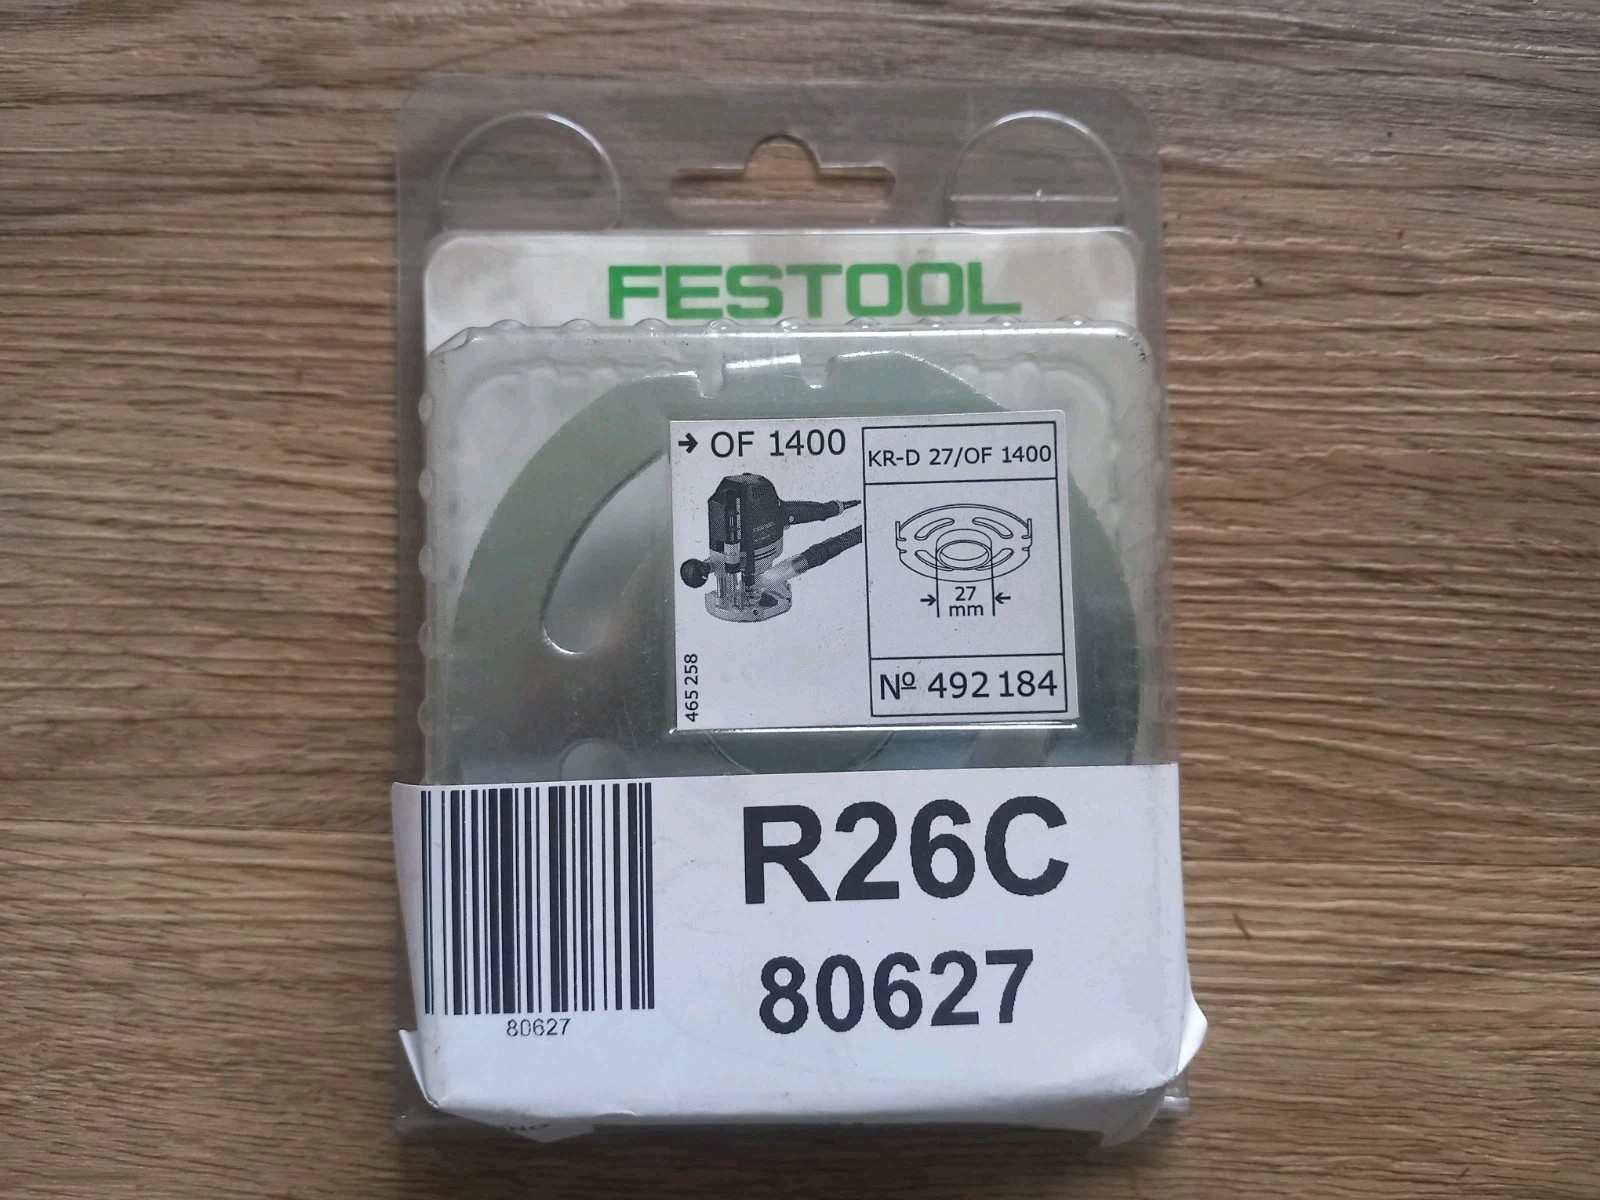 FESTOOL
→ OF 1400
KR-D 27/OF 1400
27
mm
465 258
Nº 492 184
R26C
80627
80627